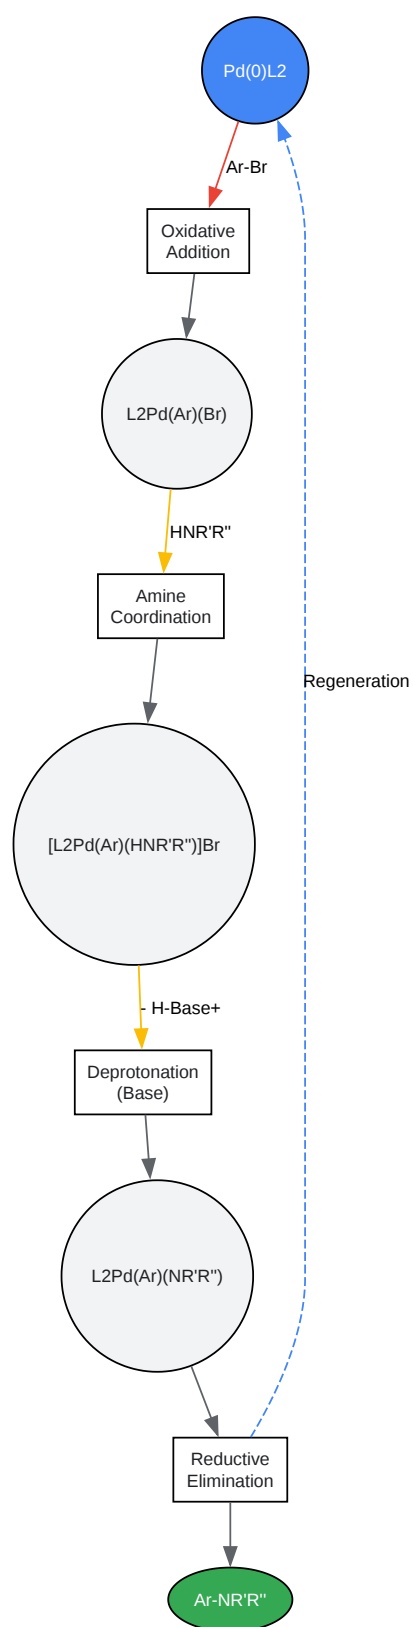 Pd(0)L2
Ar-Br
Oxidative
Addition
L2Pd(Ar)(Br)
HNR'R"
Amine
Coordination
Regeneration
[L2Pd(Ar)(HNR'R")]Br
- H-Base+
Deprotonation
(Base)
L2Pd(Ar)(NR'R")
Reductive
Elimination
Ar-NR'R"